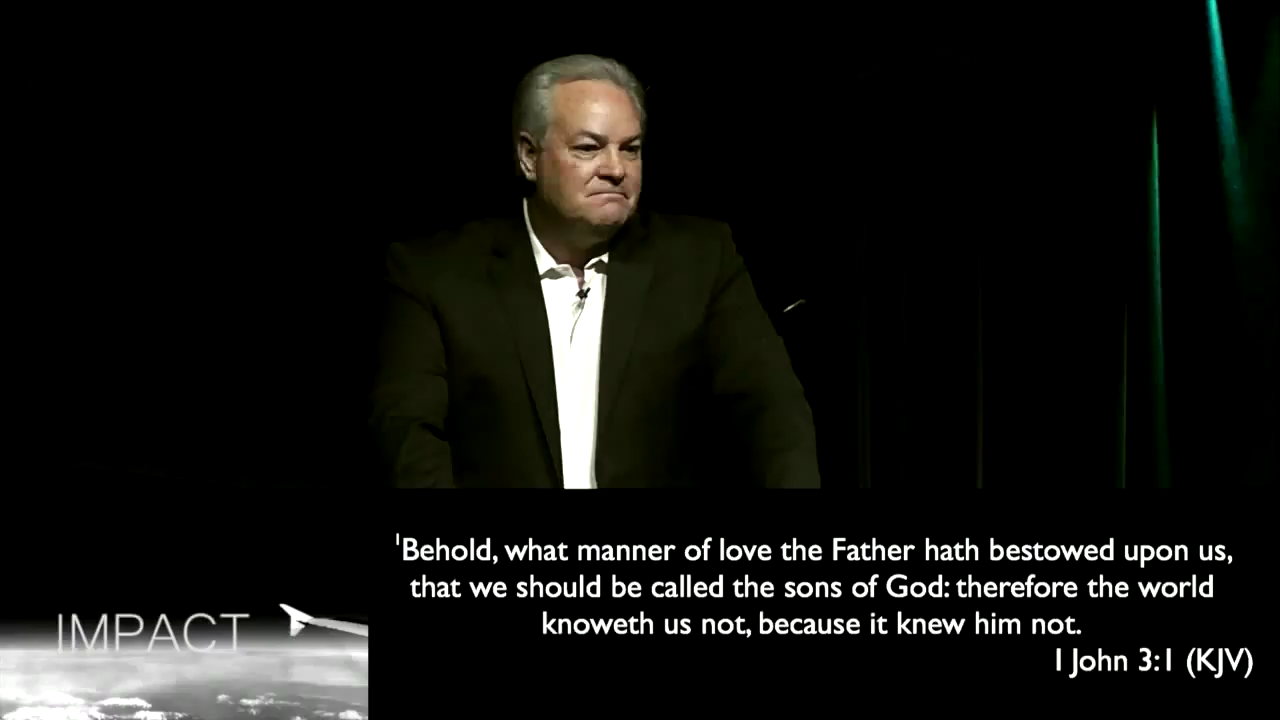 IMPACT
¹Behold, what manner of love the Father hath bestowed upon us,
that we should be called the sons of God: therefore the world
knoweth us not, because it knew him not.
1 John 3:1 (KJV)